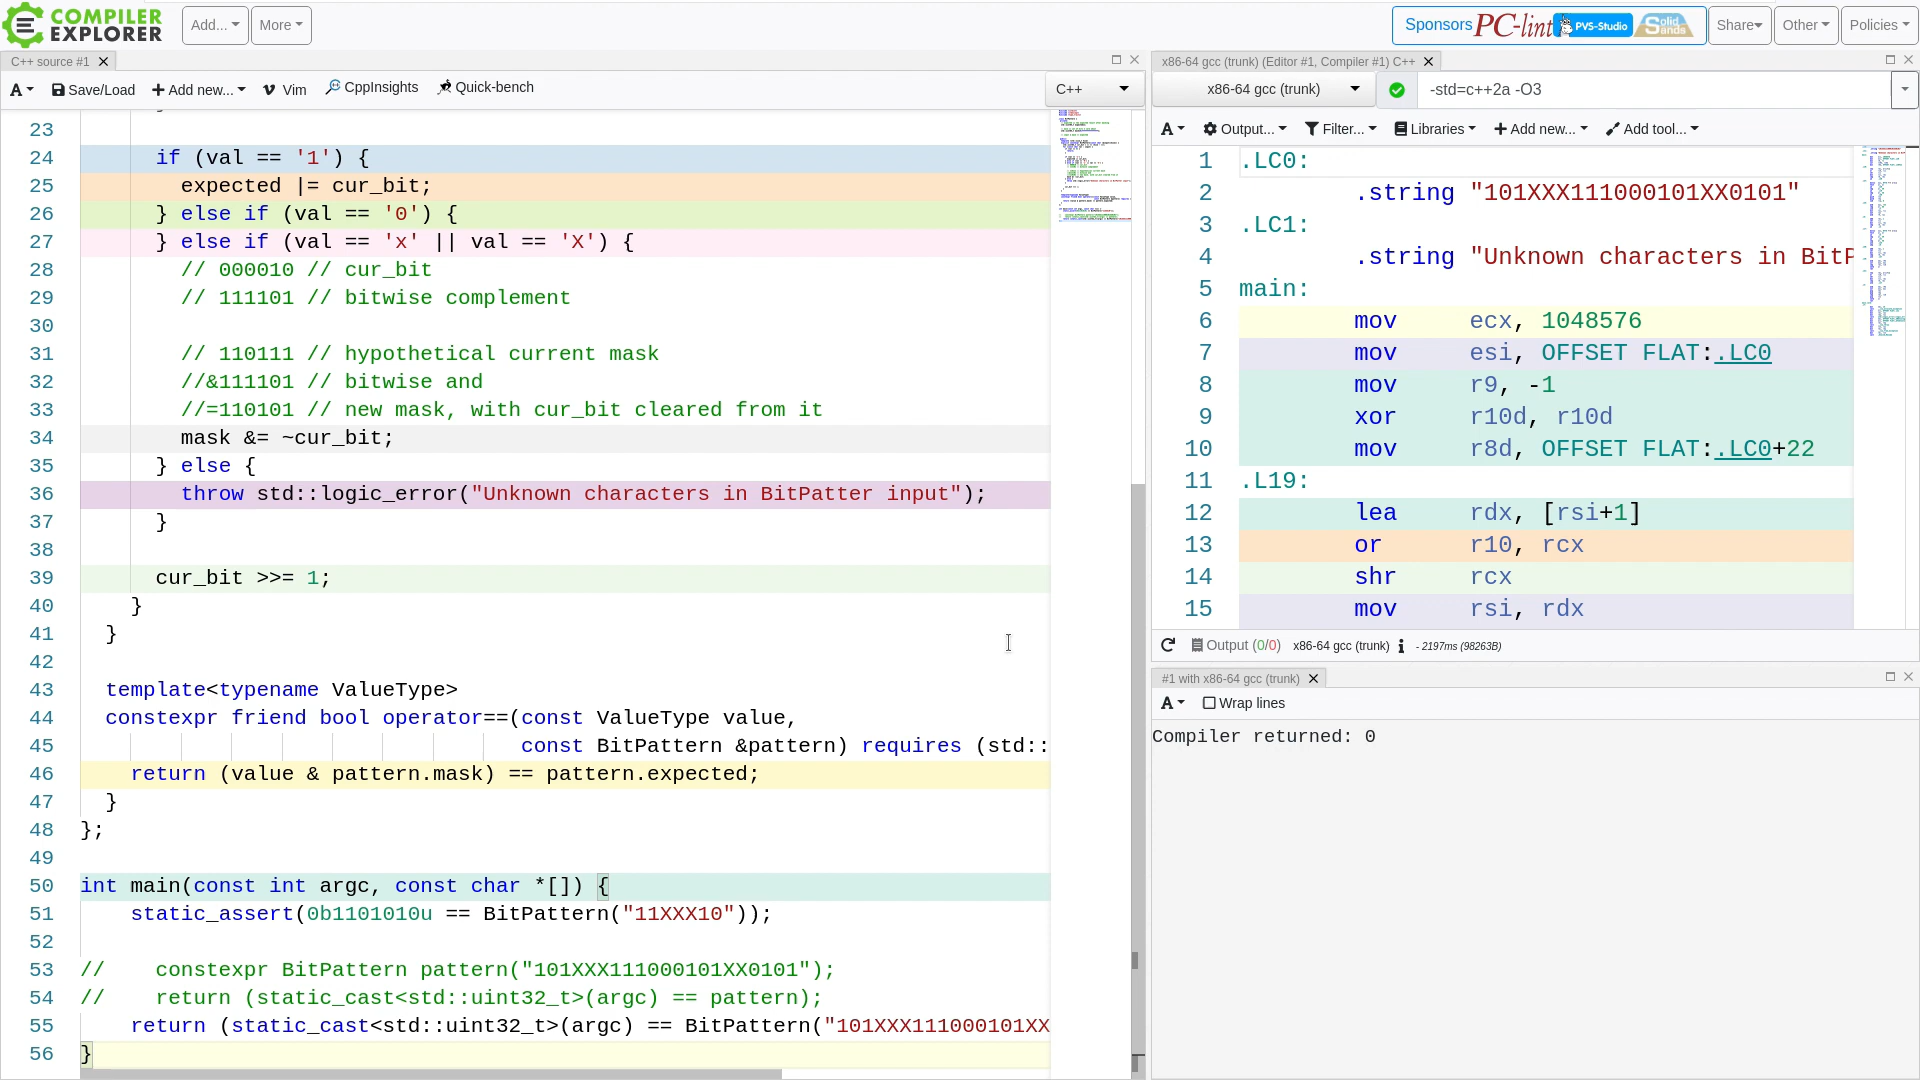 COMPILER
EXPLORER
Add...
More
Sponsors
PC-lint
PVS-Studio
Solid
Sands
Share
Other
Policies
C++ source #1
A
Save/Load
Add new...
Vim
CppInsights
Quick-bench
C++
23
24 if (val == '1') {
25 expected |= cur_bit;
26 } else if (val == '0') {
27 } else if (val == 'x' || val == 'X') {
28 // 000010 // cur_bit
29 // 111101 // bitwise complement
30
31 // 110111 // hypothetical current mask
32 //&111101 // bitwise and
33 //=110101 // new mask, with cur_bit cleared from it
34 mask &= ~cur_bit;
35 } else {
36 throw std::logic_error("Unknown characters in BitPatter input");
37 }
38
39 cur_bit >>= 1;
40 }
41 }
42
43 template<typename ValueType>
44 constexpr friend bool operator==(const ValueType value,
45 const BitPattern &pattern) requires (std::
46 return (value & pattern.mask) == pattern.expected;
47 }
48 };
49
50 int main(const int argc, const char *[]) {
51 static_assert(0b1101010u == BitPattern("11XXX10"));
52
53 // constexpr BitPattern pattern("101XXX111000101XX0101");
54 // return (static_cast<std::uint32_t>(argc) == pattern);
55 return (static_cast<std::uint32_t>(argc) == BitPattern("101XXX111000101XX
56 }
x86-64 gcc (trunk) (Editor #1, Compiler #1) C++
x86-64 gcc (trunk)
-std=c++2a -O3
A
Output...
Filter...
Libraries
Add new...
Add tool...
1 .LC0:
2 .string "101XXX111000101XX0101"
3 .LC1:
4 .string "Unknown characters in BitP
5 main:
6 mov ecx, 1048576
7 mov esi, OFFSET FLAT:.LC0
8 mov r9, -1
9 xor r10d, r10d
10 mov r8d, OFFSET FLAT:.LC0+22
11 .L19:
12 lea rdx, [rsi+1]
13 or r10, rcx
14 shr rcx
15 mov rsi, rdx
Output (0/0) x86-64 gcc (trunk) i - 2197ms (98263B)
#1 with x86-64 gcc (trunk)
A
Wrap lines
Compiler returned: 0